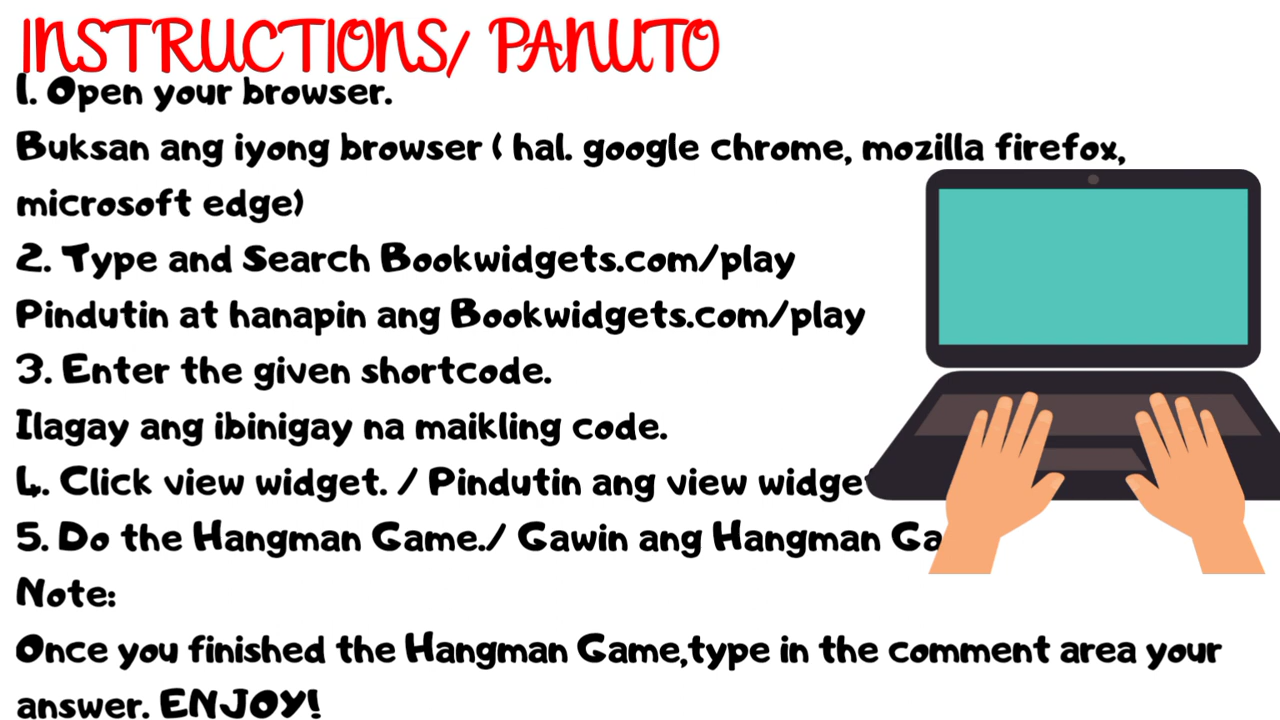 INSTRUCTIONS/ PANUTO
1. Open your browser.
Buksan ang iyong browser ( hal. google chrome, mozilla firefox,
microsoft edge)
2. Type and Search Bookwidgets.com/play
Pindutin at hanapin ang Bookwidgets.com/play
3. Enter the given shortcode.
Ilagay ang ibinigay na maikling code.
4. Click view widget. / Pindutin ang view widget
5. Do the Hangman Game./ Gawin ang Hangman Ga
Note:
Once you finished the Hangman Game,type in the comment area your
answer. ENJOY!